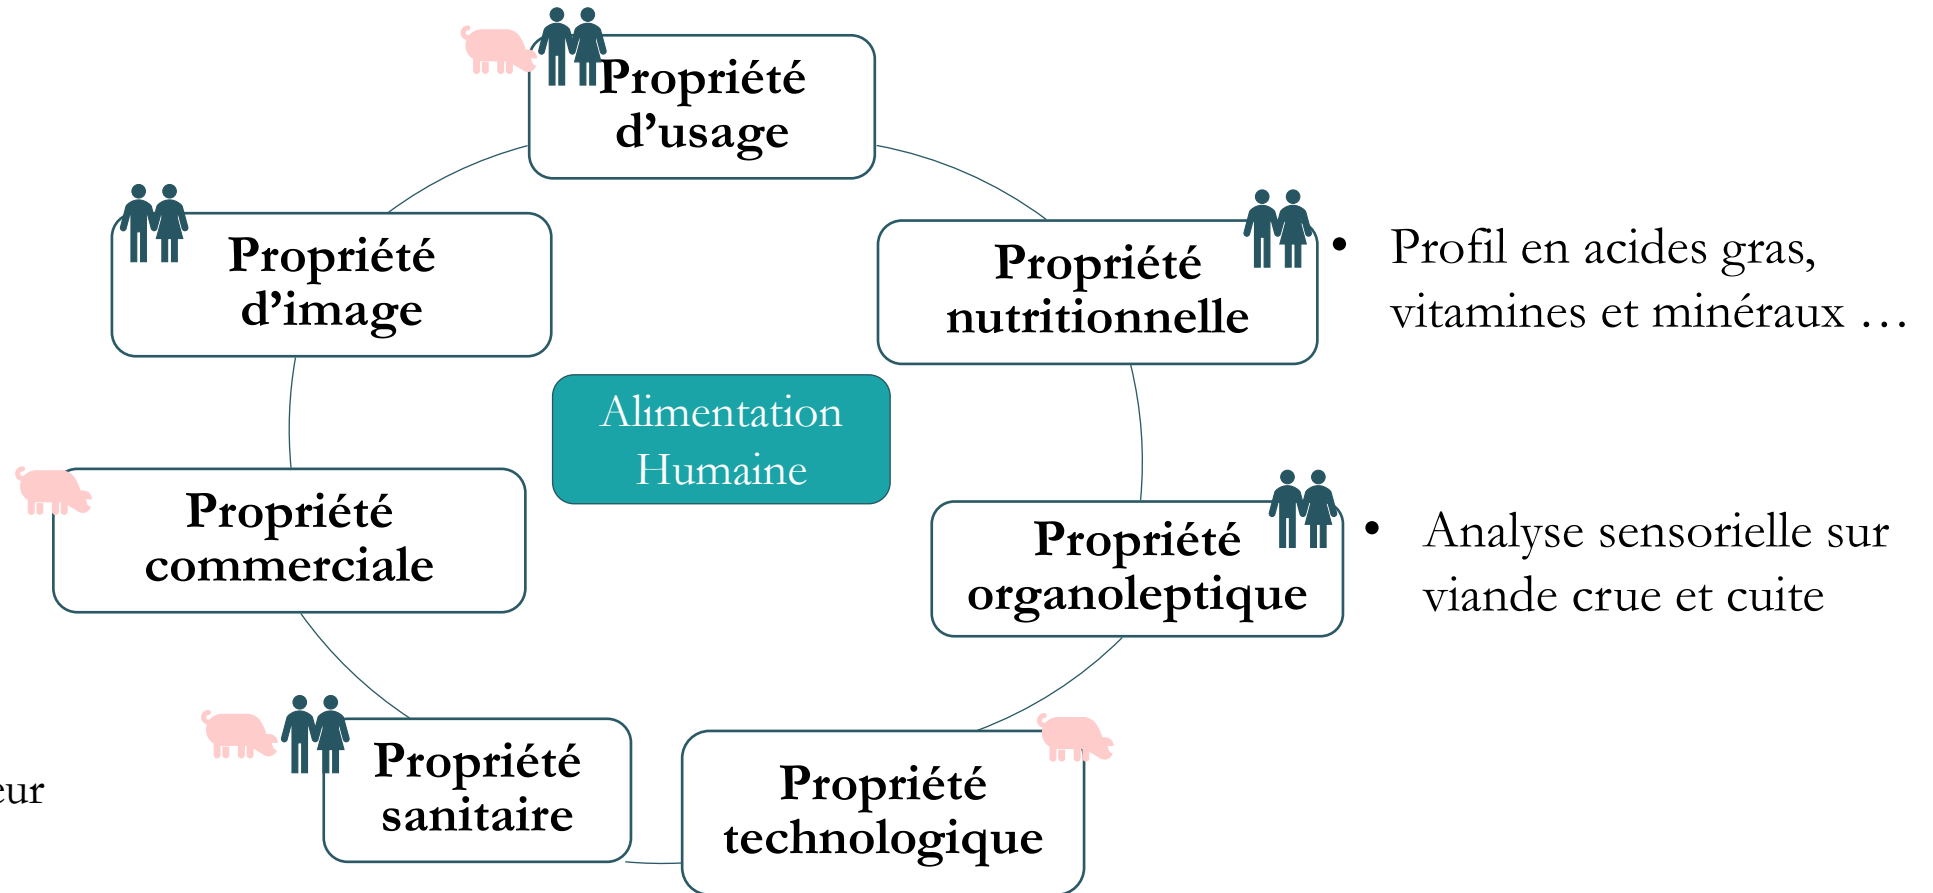 Propriété
d’usage
Propriété
d’image
Propriété
nutritionnelle
• Profil en acides gras,
vitamines et minéraux …
Alimentation
Humaine
Propriété
commerciale
Propriété
organoleptique
• Analyse sensorielle sur
viande crue et cuite
Propriété
sanitaire
Propriété
technologique